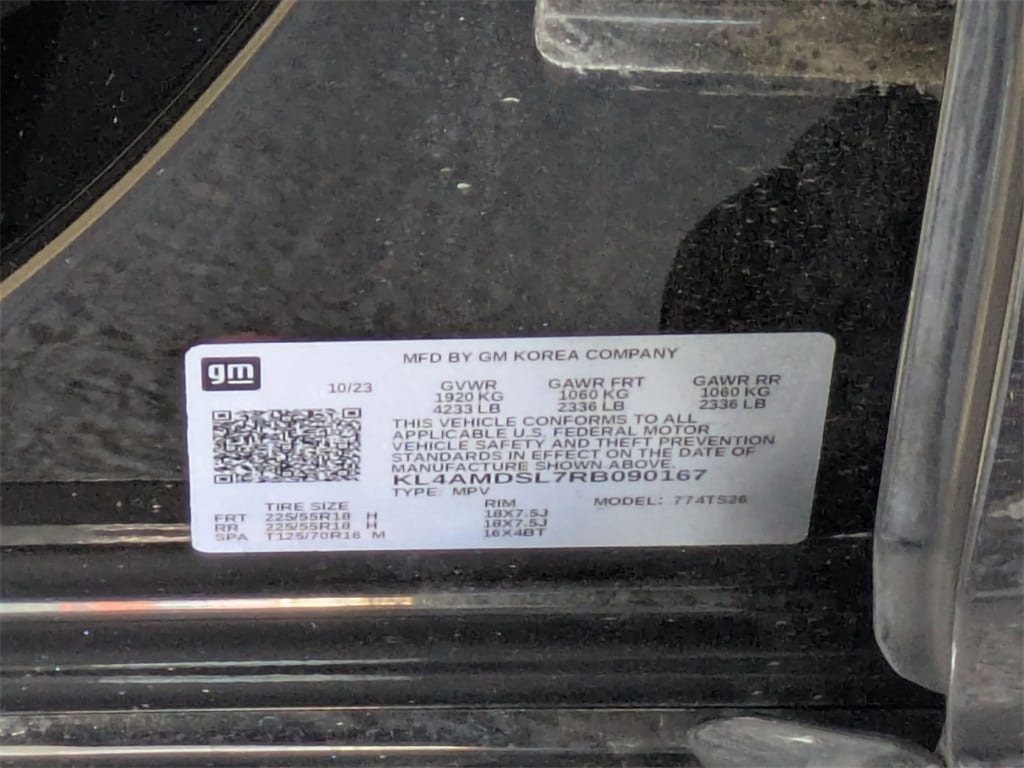 gm
MFD BY GM KOREA COMPANY
10/23 GVWR GAWR FRT GAWR RR
1920 KG 1060 KG 1060 KG
4233 LB 2336 LB 2336 LB
THIS VEHICLE CONFORMS TO ALL
APPLICABLE U.S. FEDERAL MOTOR
VEHICLE SAFETY AND THEFT PREVENTION
STANDARDS IN EFFECT ON THE DATE OF
MANUFACTURE SHOWN ABOVE.
KL4AMDSL7RB090167
TYPE: MPV MODEL: 774TS26
TIRE SIZE RIM
FRT 225/55R18 H 18X7.5J
RR 225/55R18 H 18X7.5J
SPA T125/70R16 M 16X4BT